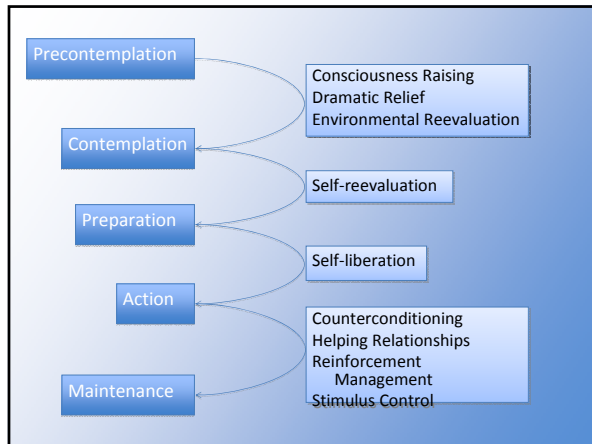 Precontemplation
Consciousness Raising
Dramatic Relief
Environmental Reevaluation
Contemplation
Self-reevaluation
Preparation
Self-liberation
Action
Counterconditioning
Helping Relationships
Reinforcement
Management
Stimulus Control
Maintenance